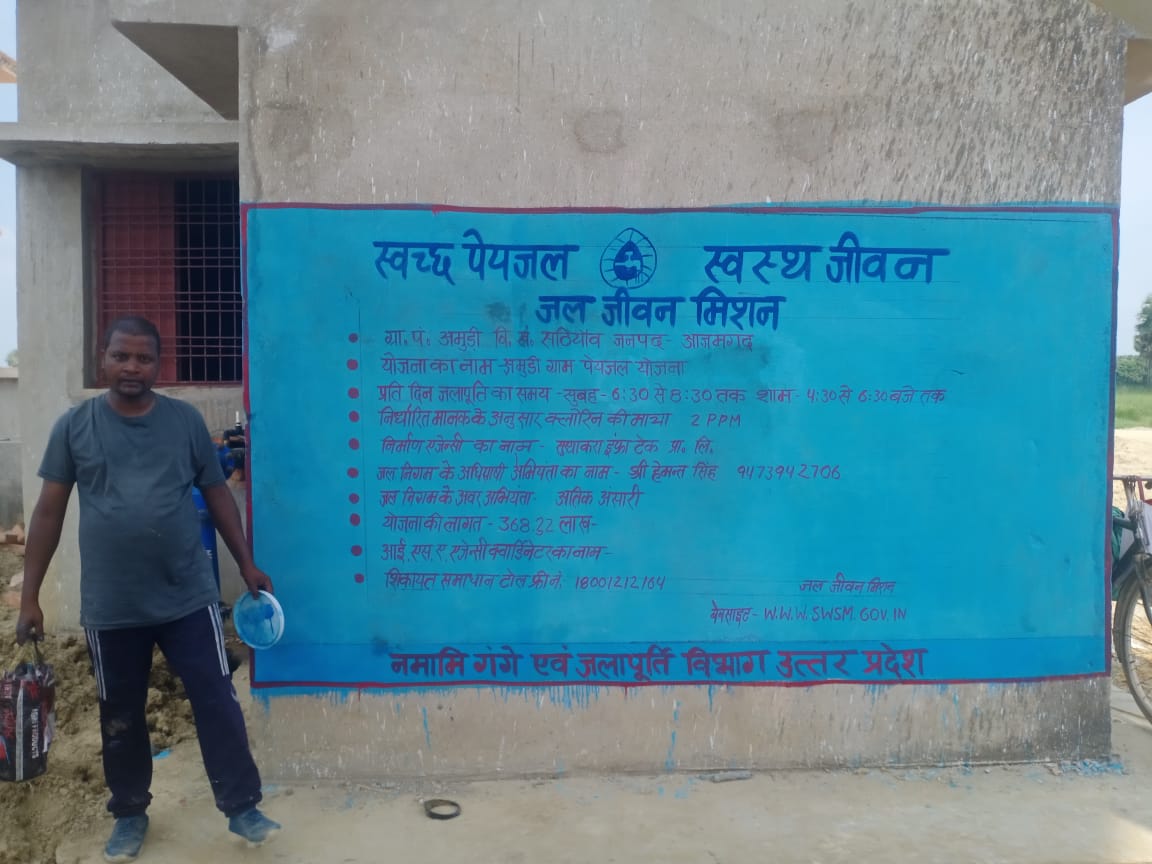 स्वच्छ पेयजल स्वस्थ जीवन
जल जीवन मिशन
ग्रा. पं. अमुडी वि. सं. सठियाँव जनपद- आजमगढ़
योजना का नाम -अमुडी ग्राम पेयजल योजना
प्रति दिन जलापूर्ति का समय -सुबह- 6:30 से 8:30 तक शाम- 4:30 से 6:30 बजे तक
निर्धारित मानक के अनुसार क्लोरिन की मात्रा 2 PPM
निर्माण एजेन्सी का नाम - सुधाकरा इंफ्रा टेक प्रा. लि.
जल निगम के अधिशासी अभियंता का नाम - श्री हेमन्त सिंह 9473942706
जल निगम के अवर अभियंता- अतिक अंसारी
योजना की लागत - 368.22 लाख-
आई. एस. ए. एजेन्सी क्वार्डिनेटर का नाम-
शिकायत समाधान टोल फ्री नं. 18001212164
जल जीवन मिशन
वेबसाइट- W.W.W. SWSM. GOV. IN
नमामि गंगे एवं जलापूर्ति विभाग उत्तर प्रदेश